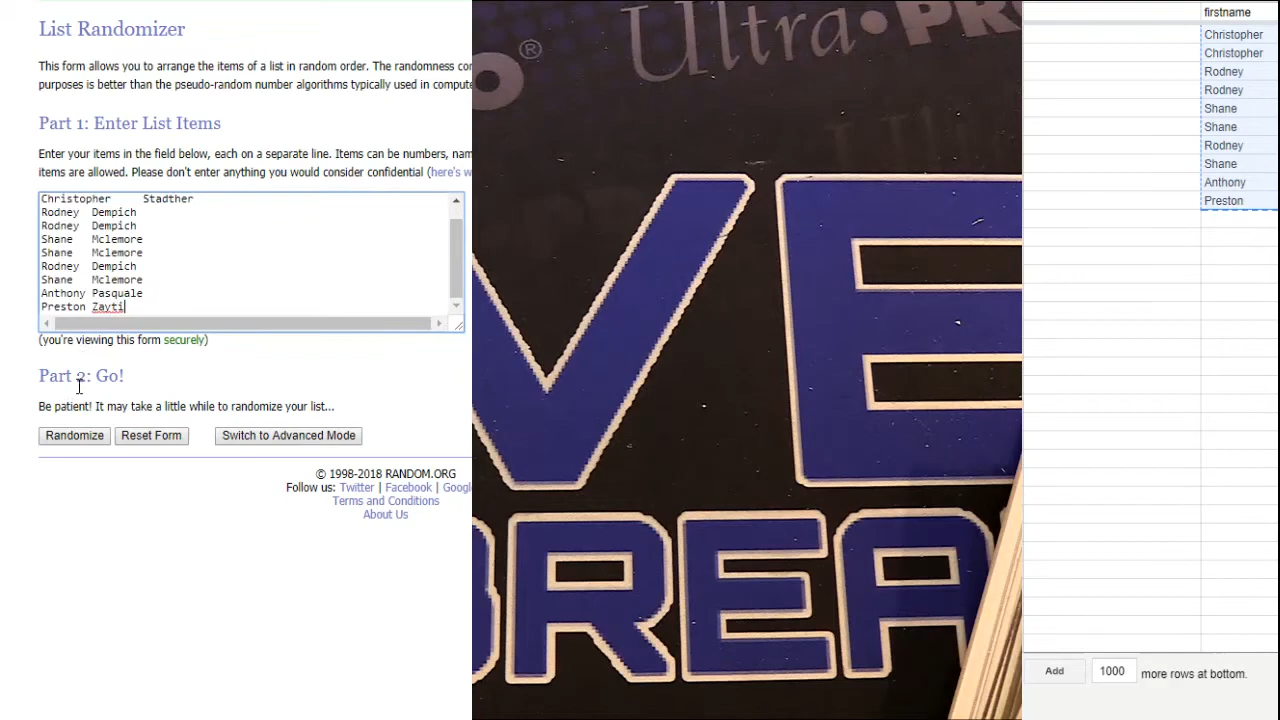 List Randomizer
This form allows you to arrange the items of a list in random order. The randomness co
purposes is better than the pseudo-random number algorithms typically used in compute
Part 1: Enter List Items
Enter your items in the field below, each on a separate line. Items can be numbers, nam
items are allowed. Please don't enter anything you would consider confidential (here's w
Christopher Stadther
Rodney Dempich
Rodney Dempich
Shane Mclemore
Shane Mclemore
Rodney Dempich
Shane Mclemore
Anthony Pasquale
Preston Zayti
(you're viewing this form securely)
Part 2: Go!
Be patient! It may take a little while to randomize your list...
Randomize Reset Form Switch to Advanced Mode
© 1998-2018 RANDOM.ORG
Follow us: Twitter | Facebook | Googl
Terms and Conditions
About Us
O® Ultra•PR
VE
BREA
firstname
Christopher
Christopher
Rodney
Rodney
Shane
Shane
Rodney
Shane
Anthony
Preston
Add 1000 more rows at bottom.